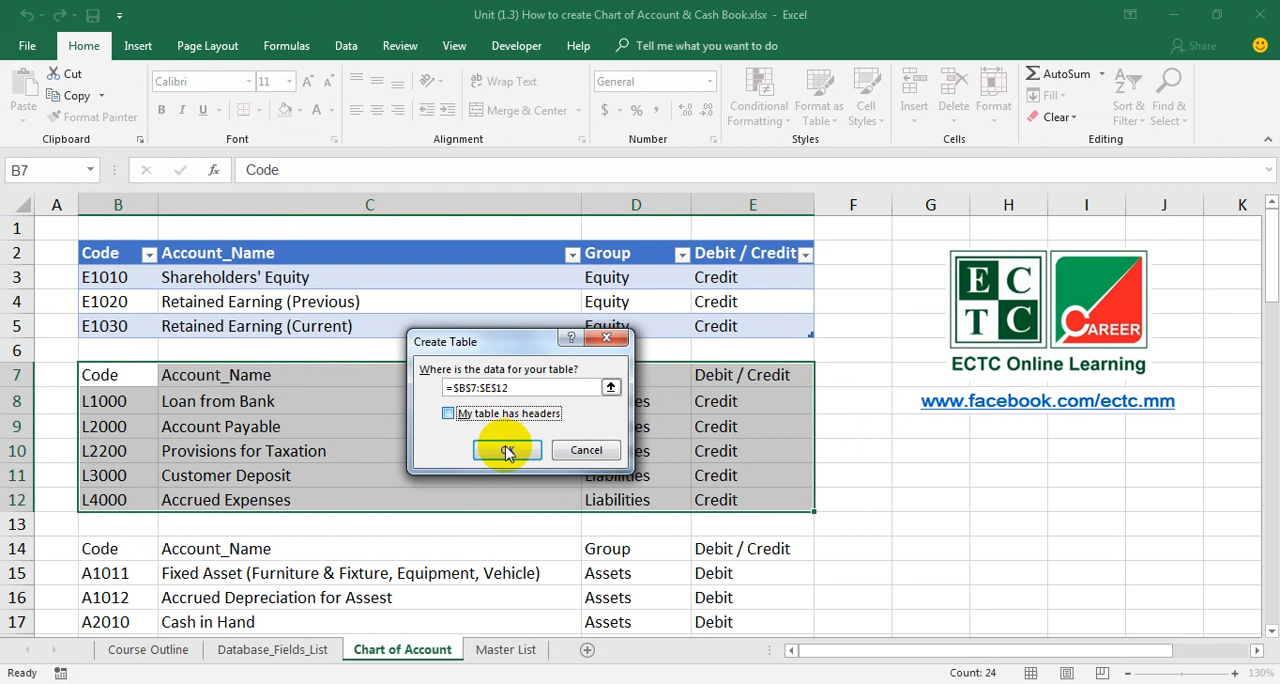 Unit (1.3) How to create Chart of Account & Cash Book.xlsx - Excel
File Home Insert Page Layout Formulas Data Review View Developer Help Tell me what you want to do Share
Paste
Cut
Copy
Format Painter
Clipboard
Calibri 11
B I U
Font
Wrap Text
Merge & Center
Alignment
General
$ % ,
Number
Conditional Formatting
Format as Table
Cell Styles
Styles
Insert Delete Format
Cells
AutoSum
Fill
Clear
Sort & Filter
Find & Select
Editing
B7 fx Code
A B C D E F G H I J K
1
2 Code Account_Name Group Debit / Credit
3 E1010 Shareholders' Equity Equity Credit
4 E1020 Retained Earning (Previous) Equity Credit
5 E1030 Retained Earning (Current) Equity Credit
6
7 Code Account_Name Debit / Credit
8 L1000 Loan from Bank Credit
9 L2000 Account Payable Credit
10 L2200 Provisions for Taxation Credit
11 L3000 Customer Deposit Liabilities Credit
12 L4000 Accrued Expenses Liabilities Credit
13
14 Code Account_Name Group Debit / Credit
15 A1011 Fixed Asset (Furniture & Fixture, Equipment, Vehicle) Assets Debit
16 A1012 Accrued Depreciation for Assest Assets Debit
17 A2010 Cash in Hand Assets Debit
Create Table
Where is the data for your table?
=$B$7:$E$12
My table has headers
OK Cancel
E C
T C
CAREER
ECTC Online Learning
www.facebook.com/ectc.mm
Course Outline Database_Fields_List Chart of Account Master List
Ready Count: 24 130%